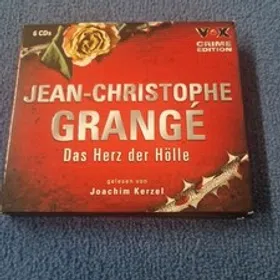 6 CDs
VOX
CRIME
EDITION
JEAN-CHRISTOPHE
GRANGÉ
Das Herz der Hölle
gelesen von
Joachim Kerzel